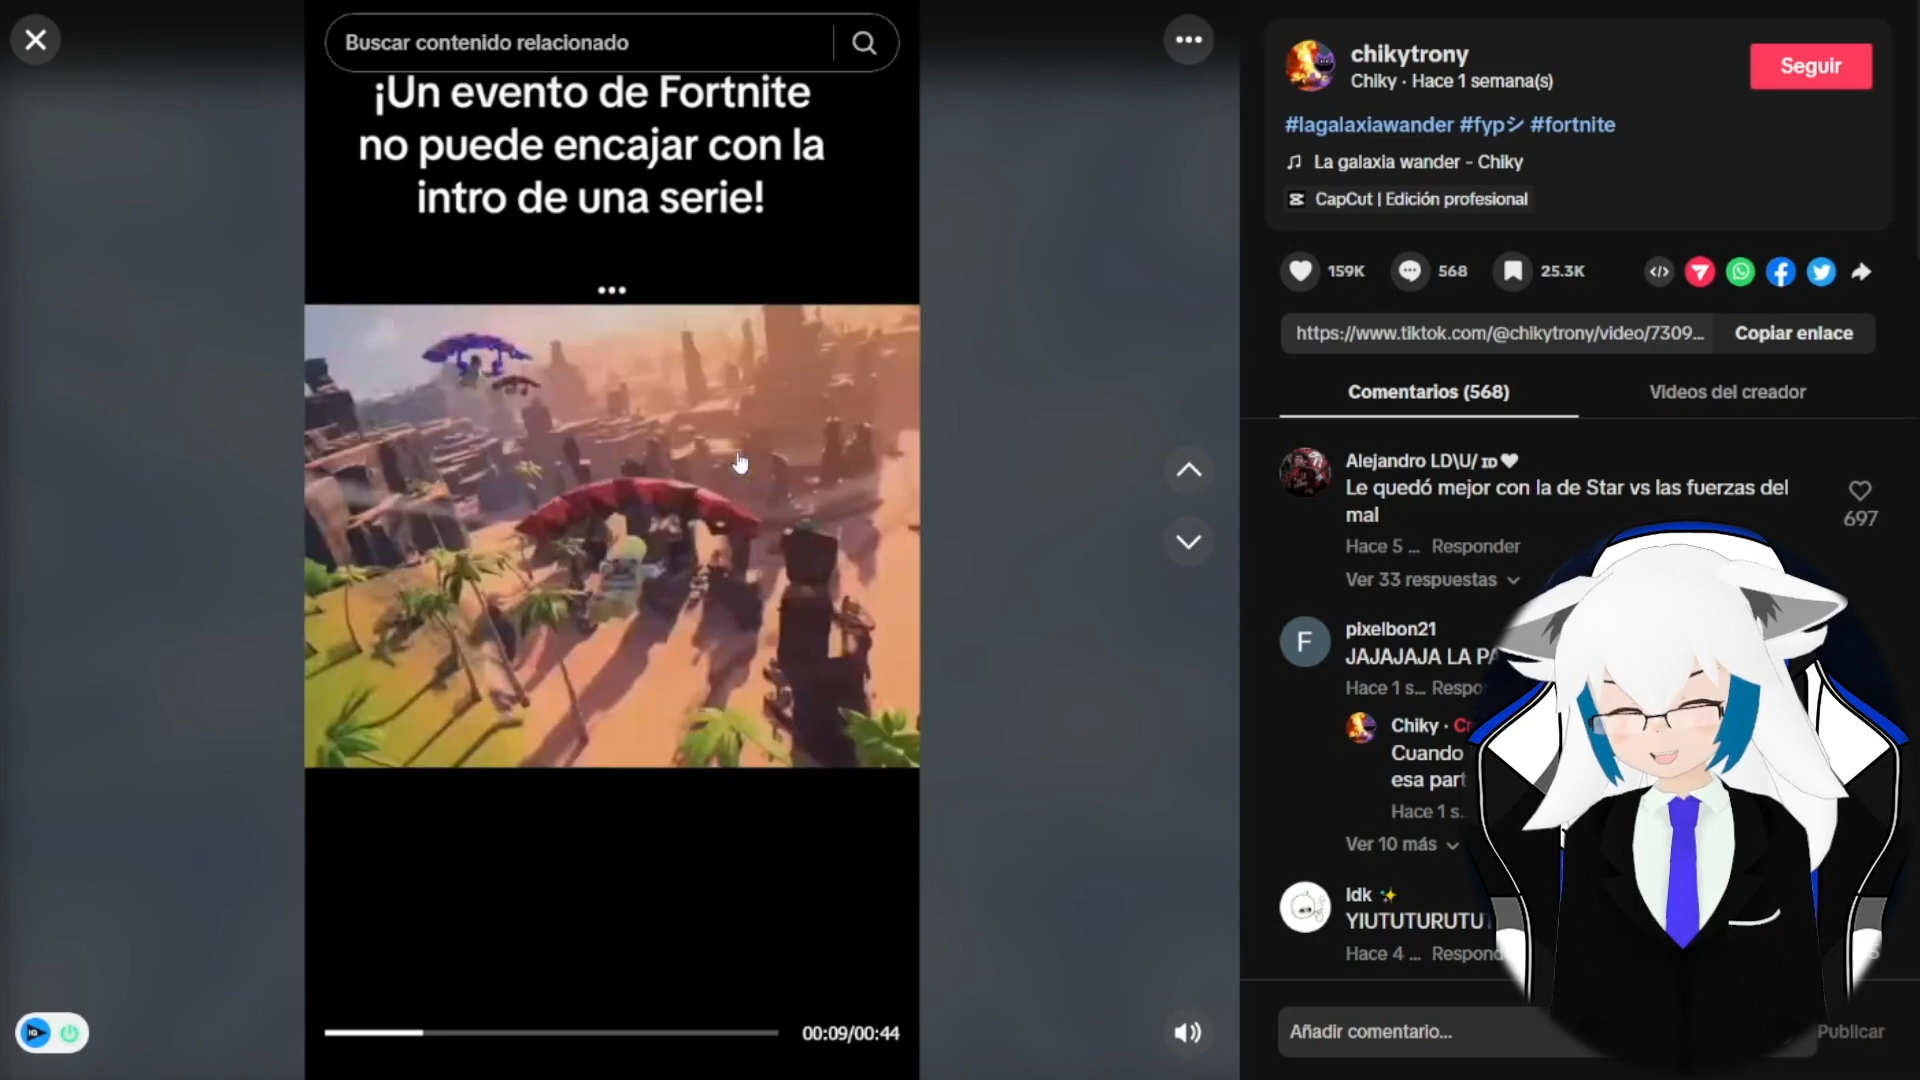 Buscar contenido relacionado
¡Un evento de Fortnite
no puede encajar con la
intro de una serie!
00:09/00:44
chikytrony
Chiky · Hace 1 semana(s)
Seguir
#lagalaxiawander #fypシ #fortnite
La galaxia wander - Chiky
CapCut | Edición profesional
159K
568
25.3K
https://www.tiktok.com/@chikytrony/video/7309...
Copiar enlace
Comentarios (568)
Videos del creador
Alejandro LD\U/ ɪᴅ
Le quedó mejor con la de Star vs las fuerzas del
mal
697
Hace 5 ... Responder
Ver 33 respuestas
F
pixelbon21
JAJAJAJA LA
Hace 1 s...
Chiky ·
Cuando
esa
Hace 1 s..
Ver 10 más
Idk
Hace 4 ...
Añadir comentario...
Publicar